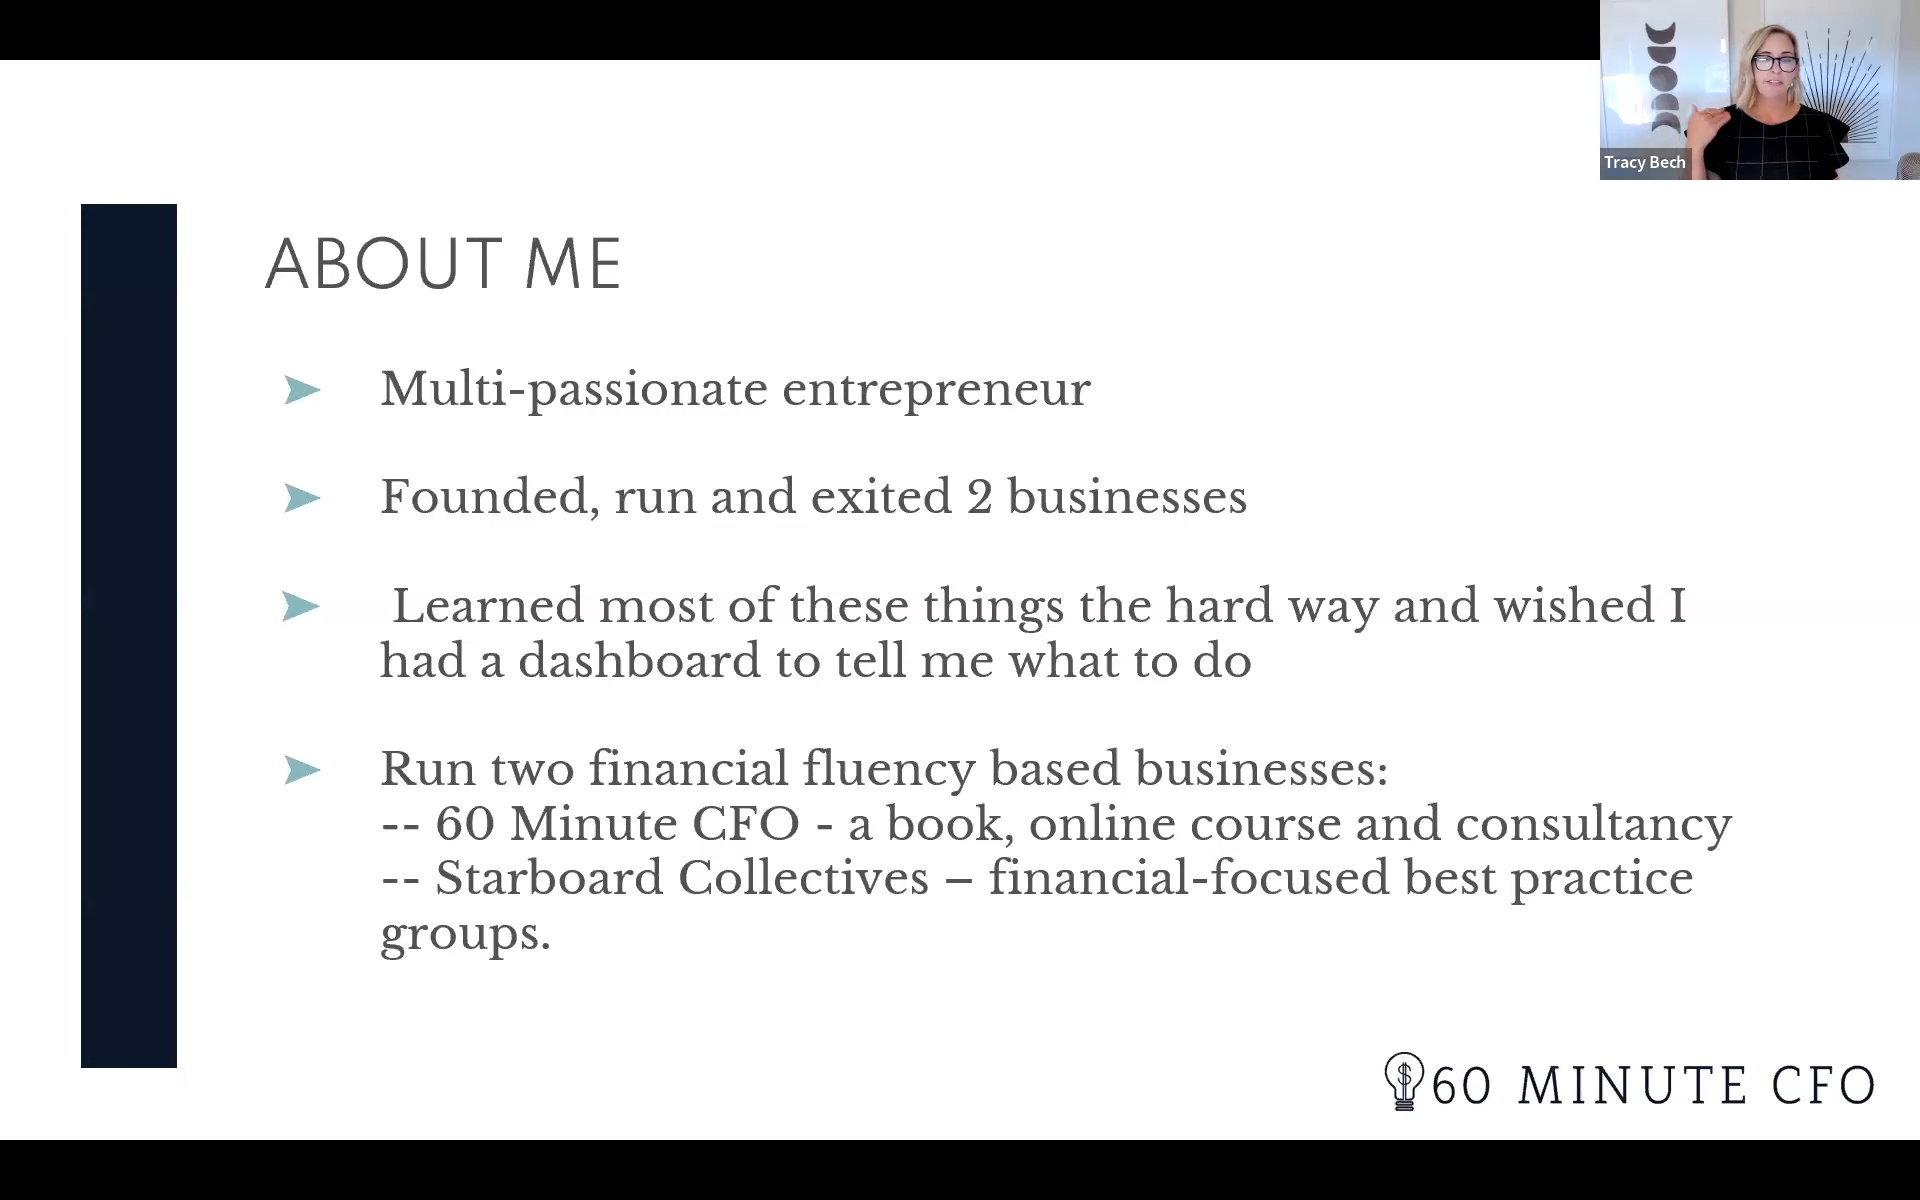 Tracy Bech
ABOUT ME
➤ Multi-passionate entrepreneur
➤ Founded, run and exited 2 businesses
➤ Learned most of these things the hard way and wished I
had a dashboard to tell me what to do
➤ Run two financial fluency based businesses:
-- 60 Minute CFO - a book, online course and consultancy
-- Starboard Collectives – financial-focused best practice
groups.
60 MINUTE CFO